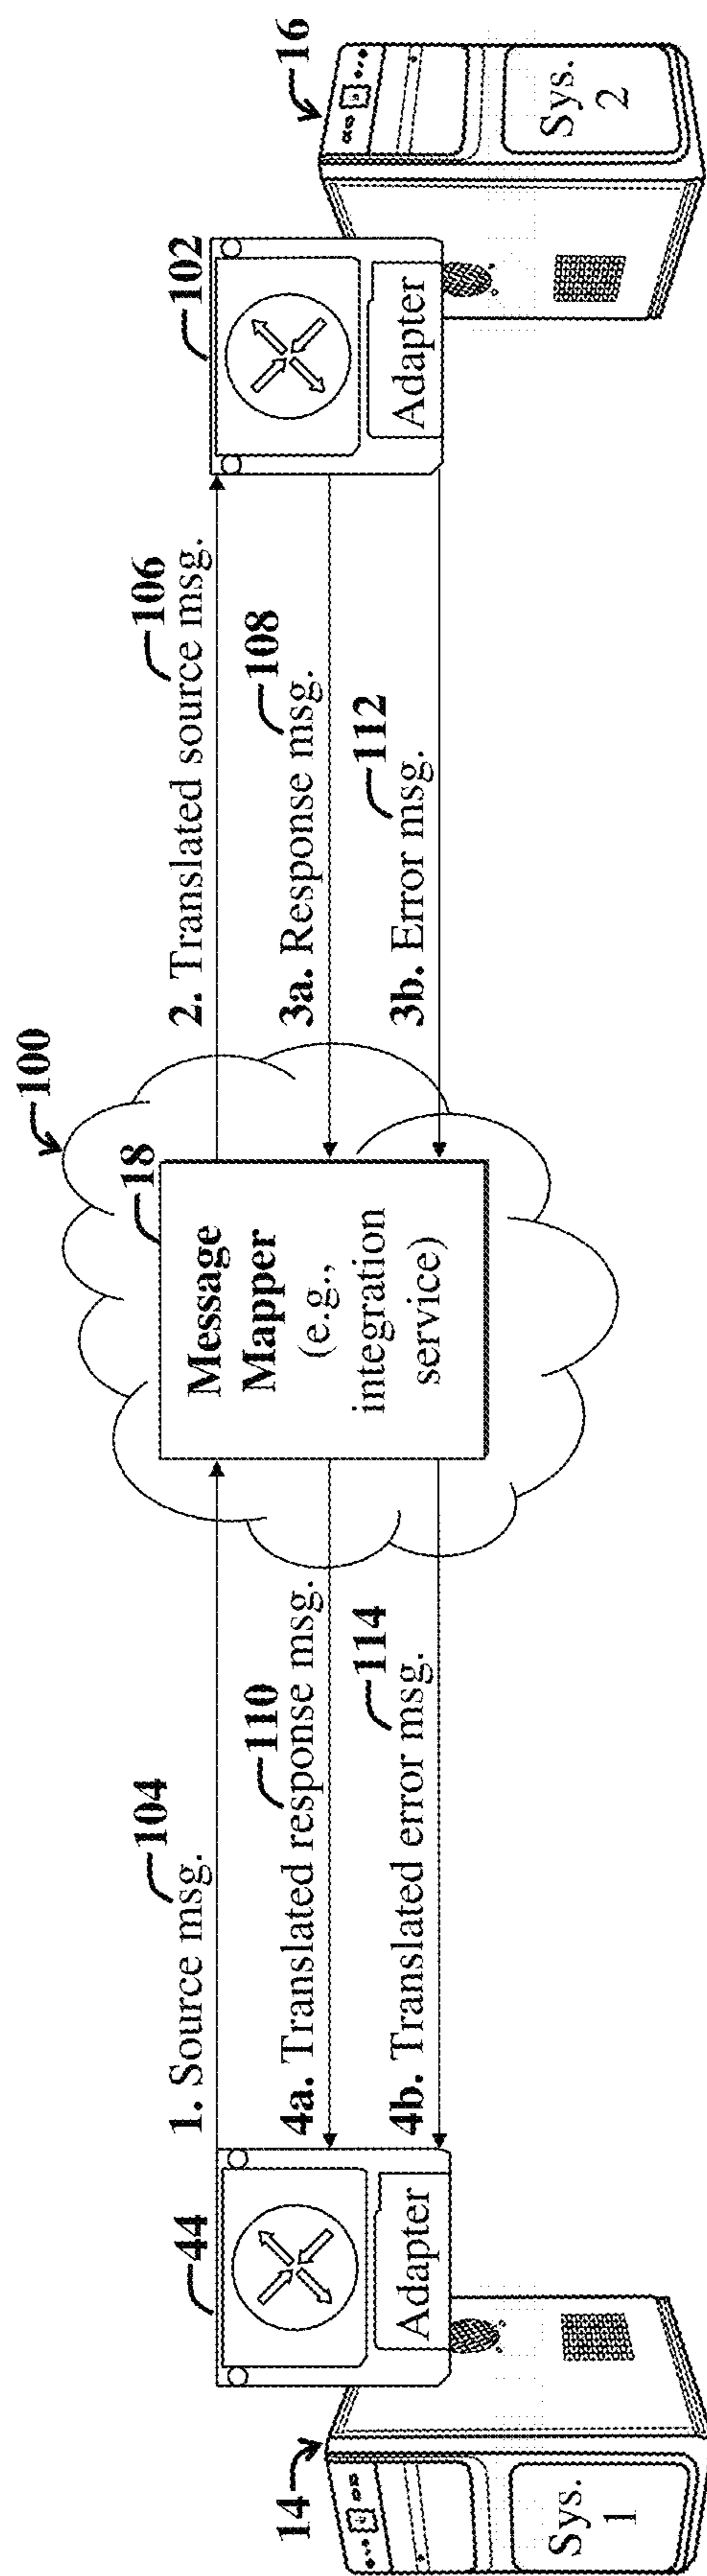 100
18
Message
Mapper
(e.g.,
integration
service)
44
Adapter
14
Sys.
1
1. Source msg.
104
4a. Translated response msg.
110
4b. Translated error msg.
114
2. Translated source msg.
106
3a. Response msg.
108
3b. Error msg.
112
102
Adapter
16
Sys.
2